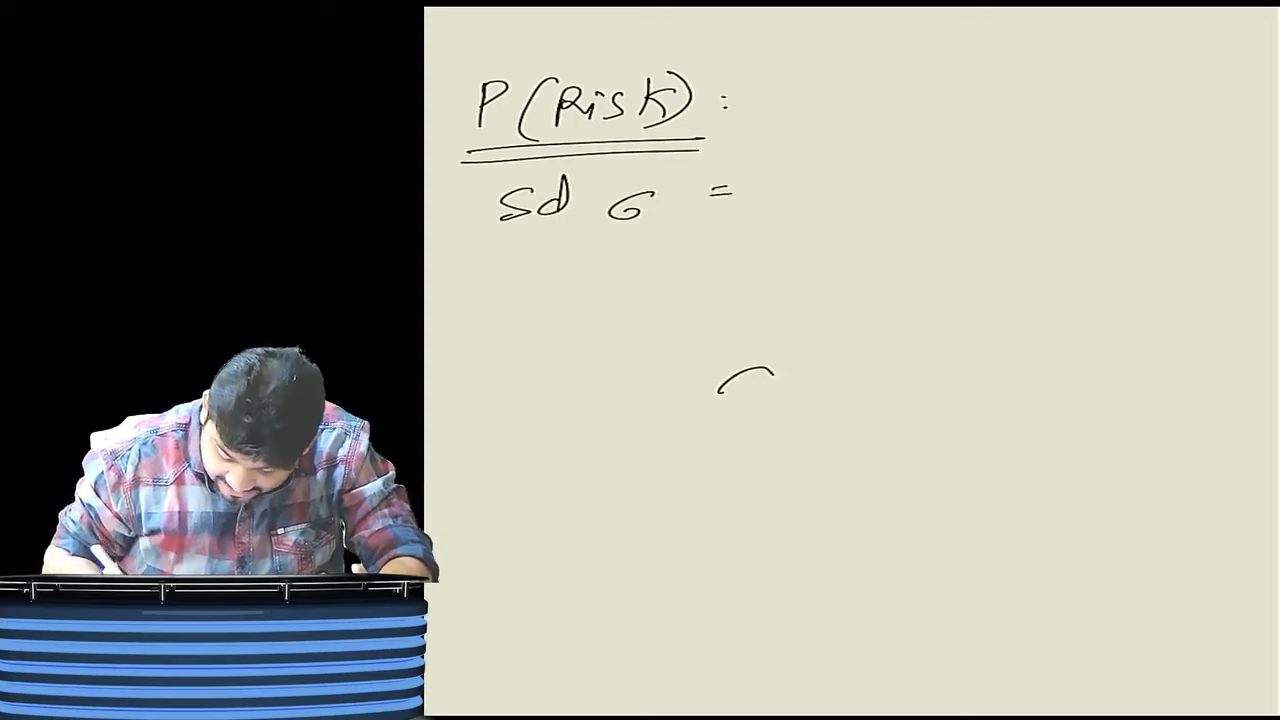 P (Risk) :
Sd σ =